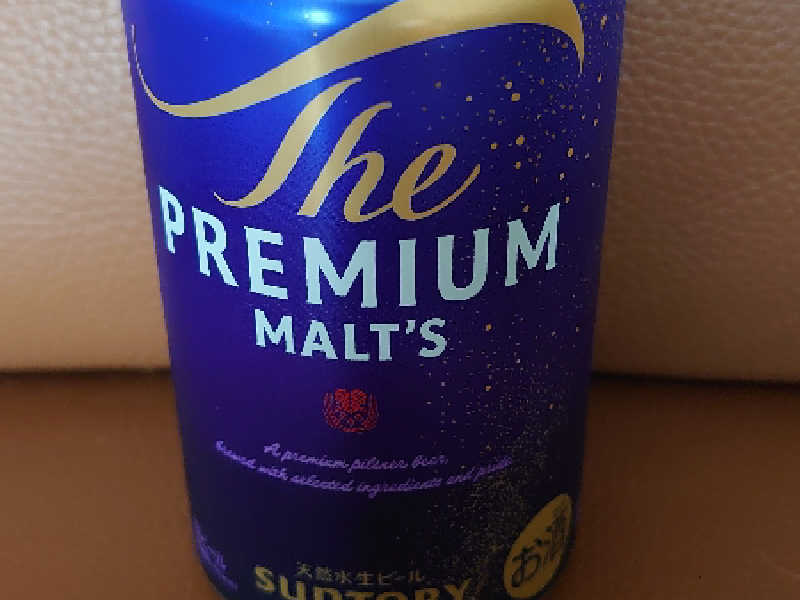 The
PREMIUM
MALT'S
A premium pilsner beer,
brewed with selected ingredients and pride
天然水生ビール
SUNTORY
お酒